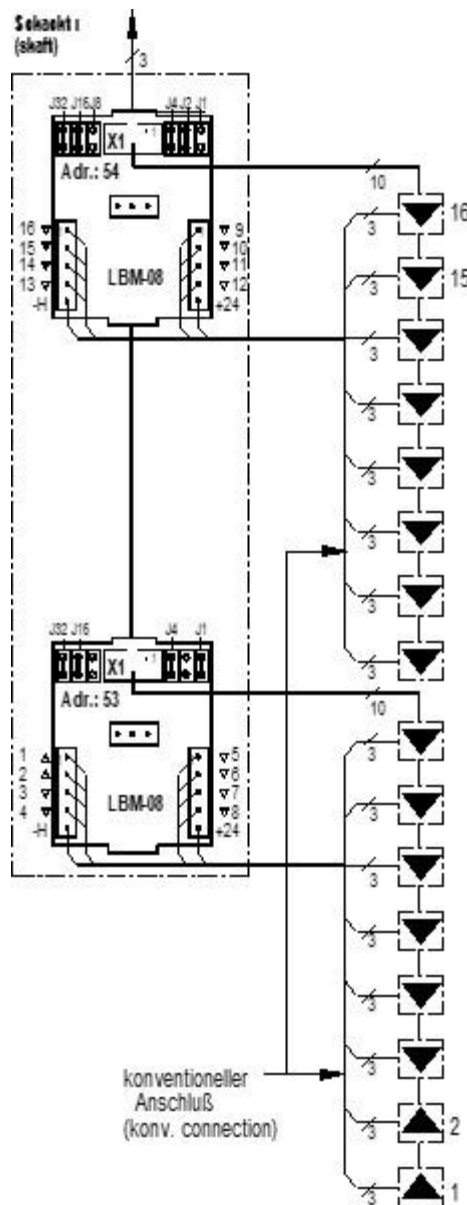 (skaft)
3
J32 J16 J8 J4 J2 J1
X1 1
10
Adr.: 54
16 9 3 16
15 10
14 LBM-08 11 3 15
13 12
-H +24
3
3
3
3
3
3
J32 J16 J4 J1
X1 1
10
Adr.: 53
1 5 3
2 6
3 LBM-08 7 3
4 8
-H +24
3
3
3
3
konventioneller
Anschluß
(konv. connection)
3 2
3 1